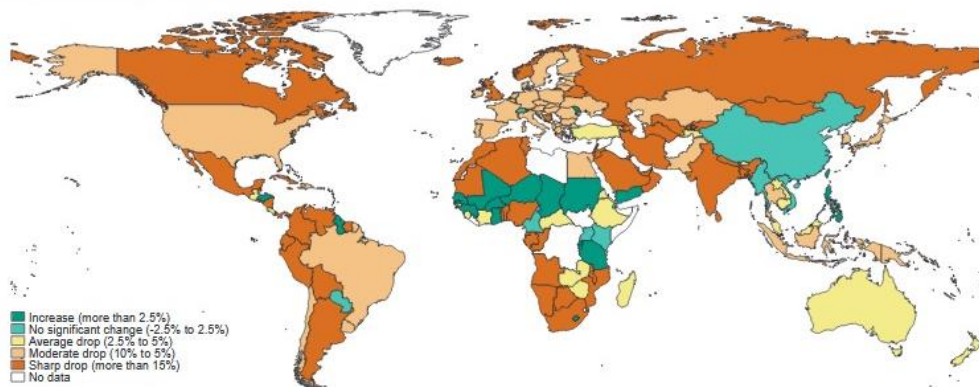 Increase (more than 2.5%)
No significant change (-2.5% to 2.5%)
Average drop (2.5% to 5%)
Moderate drop (10% to 5%)
Sharp drop (more than 15%)
No data